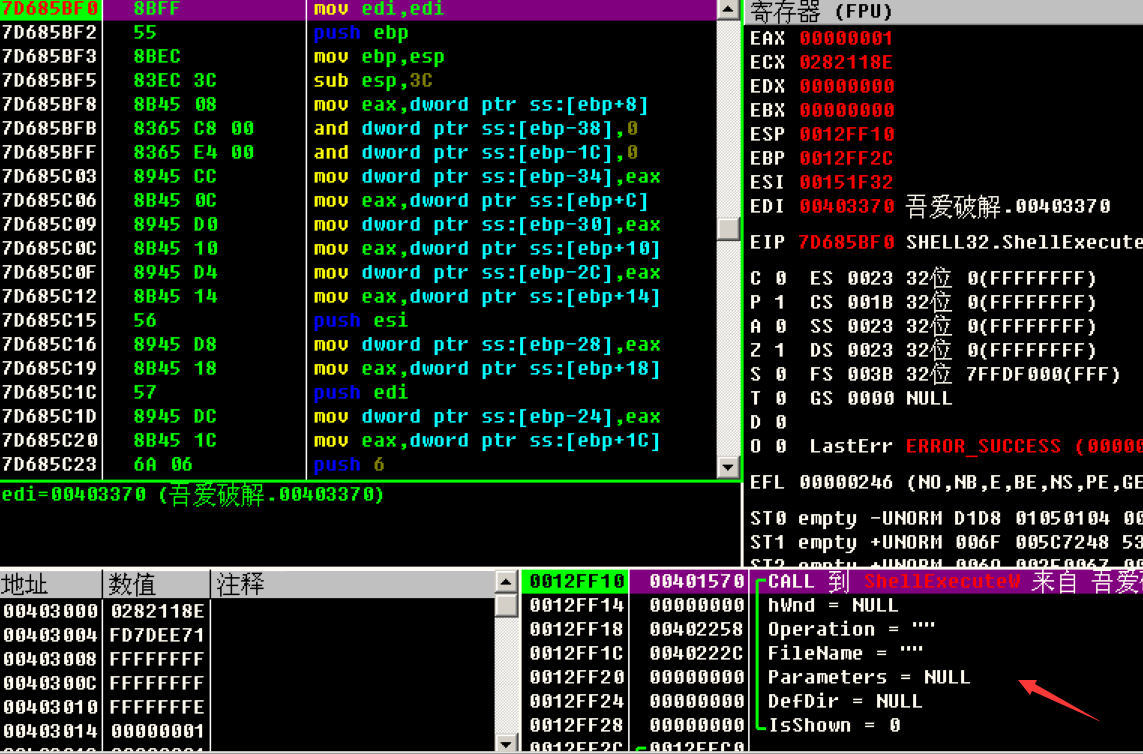 7D685BF0 8BFF mov edi,edi
7D685BF2 55 push ebp
7D685BF3 8BEC mov ebp,esp
7D685BF5 83EC 3C sub esp,3C
7D685BF8 8B45 08 mov eax,dword ptr ss:[ebp+8]
7D685BFB 8365 C8 00 and dword ptr ss:[ebp-38],0
7D685BFF 8365 E4 00 and dword ptr ss:[ebp-1C],0
7D685C03 8945 CC mov dword ptr ss:[ebp-34],eax
7D685C06 8B45 0C mov eax,dword ptr ss:[ebp+C]
7D685C09 8945 D0 mov dword ptr ss:[ebp-30],eax
7D685C0C 8B45 10 mov eax,dword ptr ss:[ebp+10]
7D685C0F 8945 D4 mov dword ptr ss:[ebp-2C],eax
7D685C12 8B45 14 mov eax,dword ptr ss:[ebp+14]
7D685C15 56 push esi
7D685C16 8945 D8 mov dword ptr ss:[ebp-28],eax
7D685C19 8B45 18 mov eax,dword ptr ss:[ebp+18]
7D685C1C 57 push edi
7D685C1D 8945 DC mov dword ptr ss:[ebp-24],eax
7D685C20 8B45 1C mov eax,dword ptr ss:[ebp+1C]
7D685C23 6A 06 push 6
edi=00403370 (吾爱破解.00403370)
寄存器 (FPU)
EAX 00000001
ECX 0282118E
EDX 00000000
EBX 00000000
ESP 0012FF10
EBP 0012FF2C
ESI 00151F32
EDI 00403370 吾爱破解.00403370
EIP 7D685BF0 SHELL32.ShellExecute
C 0 ES 0023 32位 0(FFFFFFFF)
P 1 CS 001B 32位 0(FFFFFFFF)
A 0 SS 0023 32位 0(FFFFFFFF)
Z 1 DS 0023 32位 0(FFFFFFFF)
S 0 FS 003B 32位 7FFDF000(FFF)
T 0 GS 0000 NULL
D 0
O 0 LastErr ERROR_SUCCESS (00000
EFL 00000246 (NO,NB,E,BE,NS,PE,GE
ST0 empty -UNORM D1D8 01050104 00
ST1 empty +UNORM 006F 005C7248 53
ST2 empty +UNORM 0069 002E0067 00
地址 数值 注释
00403000 0282118E
00403004 FD7DEE71
00403008 FFFFFFFF
0040300C FFFFFFFF
00403010 FFFFFFFE
00403014 00000001
0012FF10 00401570 CALL 到 ShellExecuteW 来自 吾爱
0012FF14 00000000 hWnd = NULL
0012FF18 00402258 Operation = ""
0012FF1C 0040222C FileName = ""
0012FF20 00000000 Parameters = NULL
0012FF24 00000000 DefDir = NULL
0012FF28 00000000 IsShown = 0
0012FF2C 0012FFC0